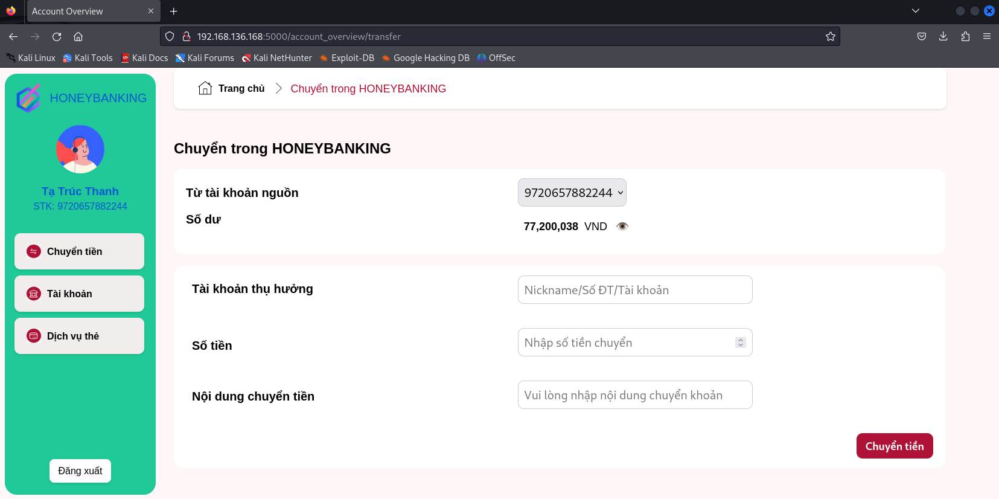 Account Overview
192.168.136.168:5000/account_overview/transfer
Kali Linux Kali Tools Kali Docs Kali Forums Kali NetHunter Exploit-DB Google Hacking DB OffSec
HONEYBANKING
Tạ Trúc Thanh
STK: 9720657882244
Chuyển tiền
Tài khoản
Dịch vụ thẻ
Đăng xuất
Trang chủ Chuyển trong HONEYBANKING
Chuyển trong HONEYBANKING
Từ tài khoản nguồn 9720657882244
Số dư 77,200,038 VND
Tài khoản thụ hưởng Nickname/Số ĐT/Tài khoản
Số tiền Nhập số tiền chuyển
Nội dung chuyển tiền Vui lòng nhập nội dung chuyển khoản
Chuyển tiền